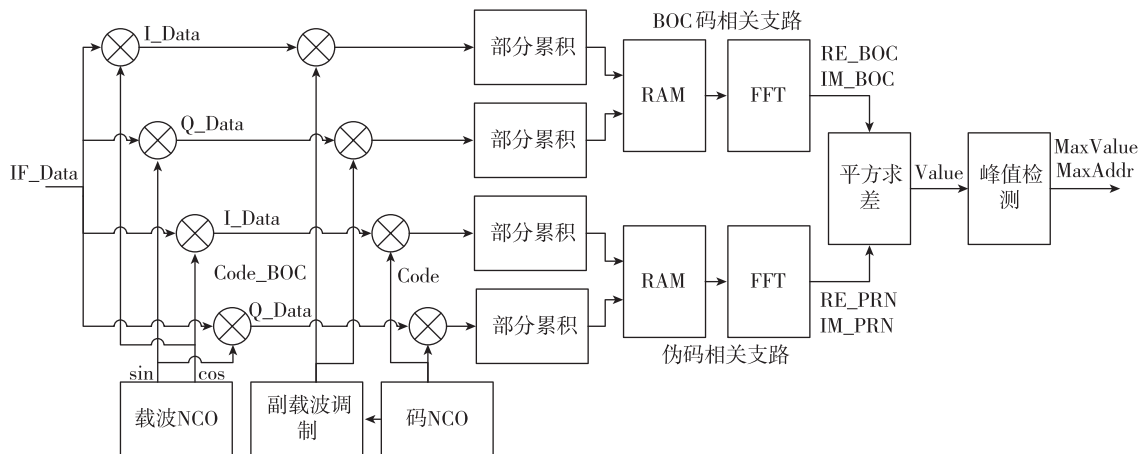 BOC码相关支路
I_Data
部分累积
RE_BOC
IM_BOC
RAM
FFT
Q_Data
部分累积
MaxValue
MaxAddr
IF_Data
平方求差
Value
峰值检测
I_Data
部分累积
Code_BOC
Code
RAM
FFT
RE_PRN
IM_PRN
Q_Data
部分累积
伪码相关支路
sin
cos
载波NCO
副载波调制
码NCO